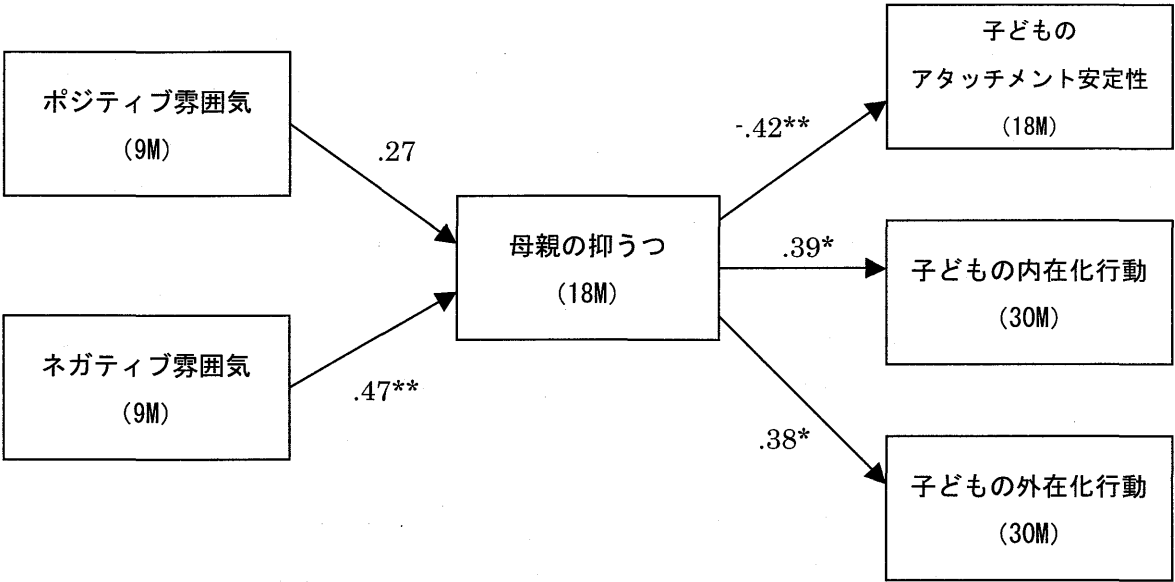 ポジティブ雰囲気
(9M)
.27
ネガティブ雰囲気
(9M)
.47**
母親の抑うつ
(18M)
-.42**
子どもの
アタッチメント安定性
(18M)
.39*
子どもの内在化行動
(30M)
.38*
子どもの外在化行動
(30M)